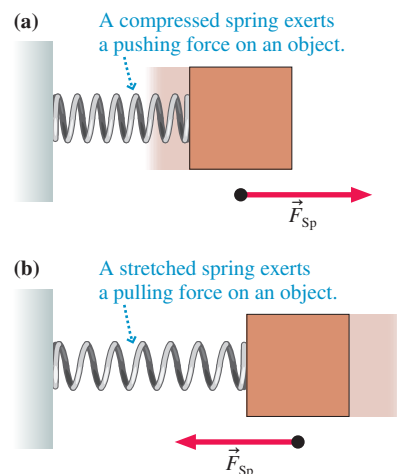 (a)
A compressed spring exerts
a pushing force on an object.
F⃗Sp
(b)
A stretched spring exerts
a pulling force on an object.
F⃗Sp